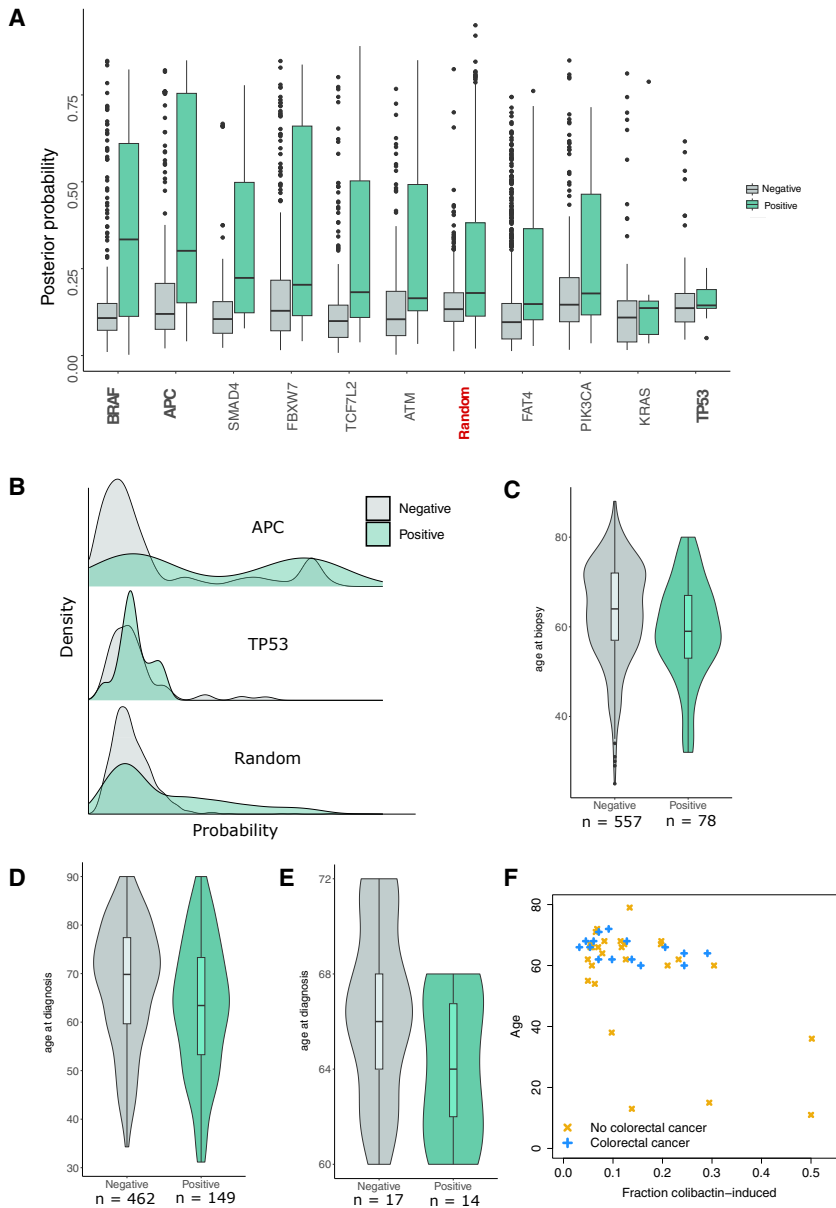 A
Posterior probability
0.75
0.50
0.25
0.00
Negative
Positive
BRAF
APC
SMAD4
FBXW7
TCF7L2
ATM
Random
FAT4
PIK3CA
KRAS
TP53
B
Negative
Positive
APC
TP53
Random
Density
Probability
C
age at biopsy
80
60
40
Negative
Positive
n = 557
n = 78
D
age at diagnosis
90
80
70
60
50
40
30
Negative
Positive
n = 462
n = 149
E
age at diagnosis
72
68
64
60
Negative
Positive
n = 17
n = 14
F
Age
80
60
40
20
0
No colorectal cancer
Colorectal cancer
0.0 0.1 0.2 0.3 0.4 0.5
Fraction colibactin−induced